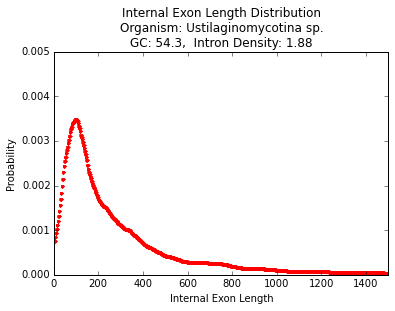 Internal Exon Length Distribution
Organism: Ustilaginomycotina sp.
GC: 54.3,  Intron Density: 1.88
0.005
0.004
0.003
0.002
0.001
0.000
Probability
0 200 400 600 800 1000 1200 1400
Internal Exon Length